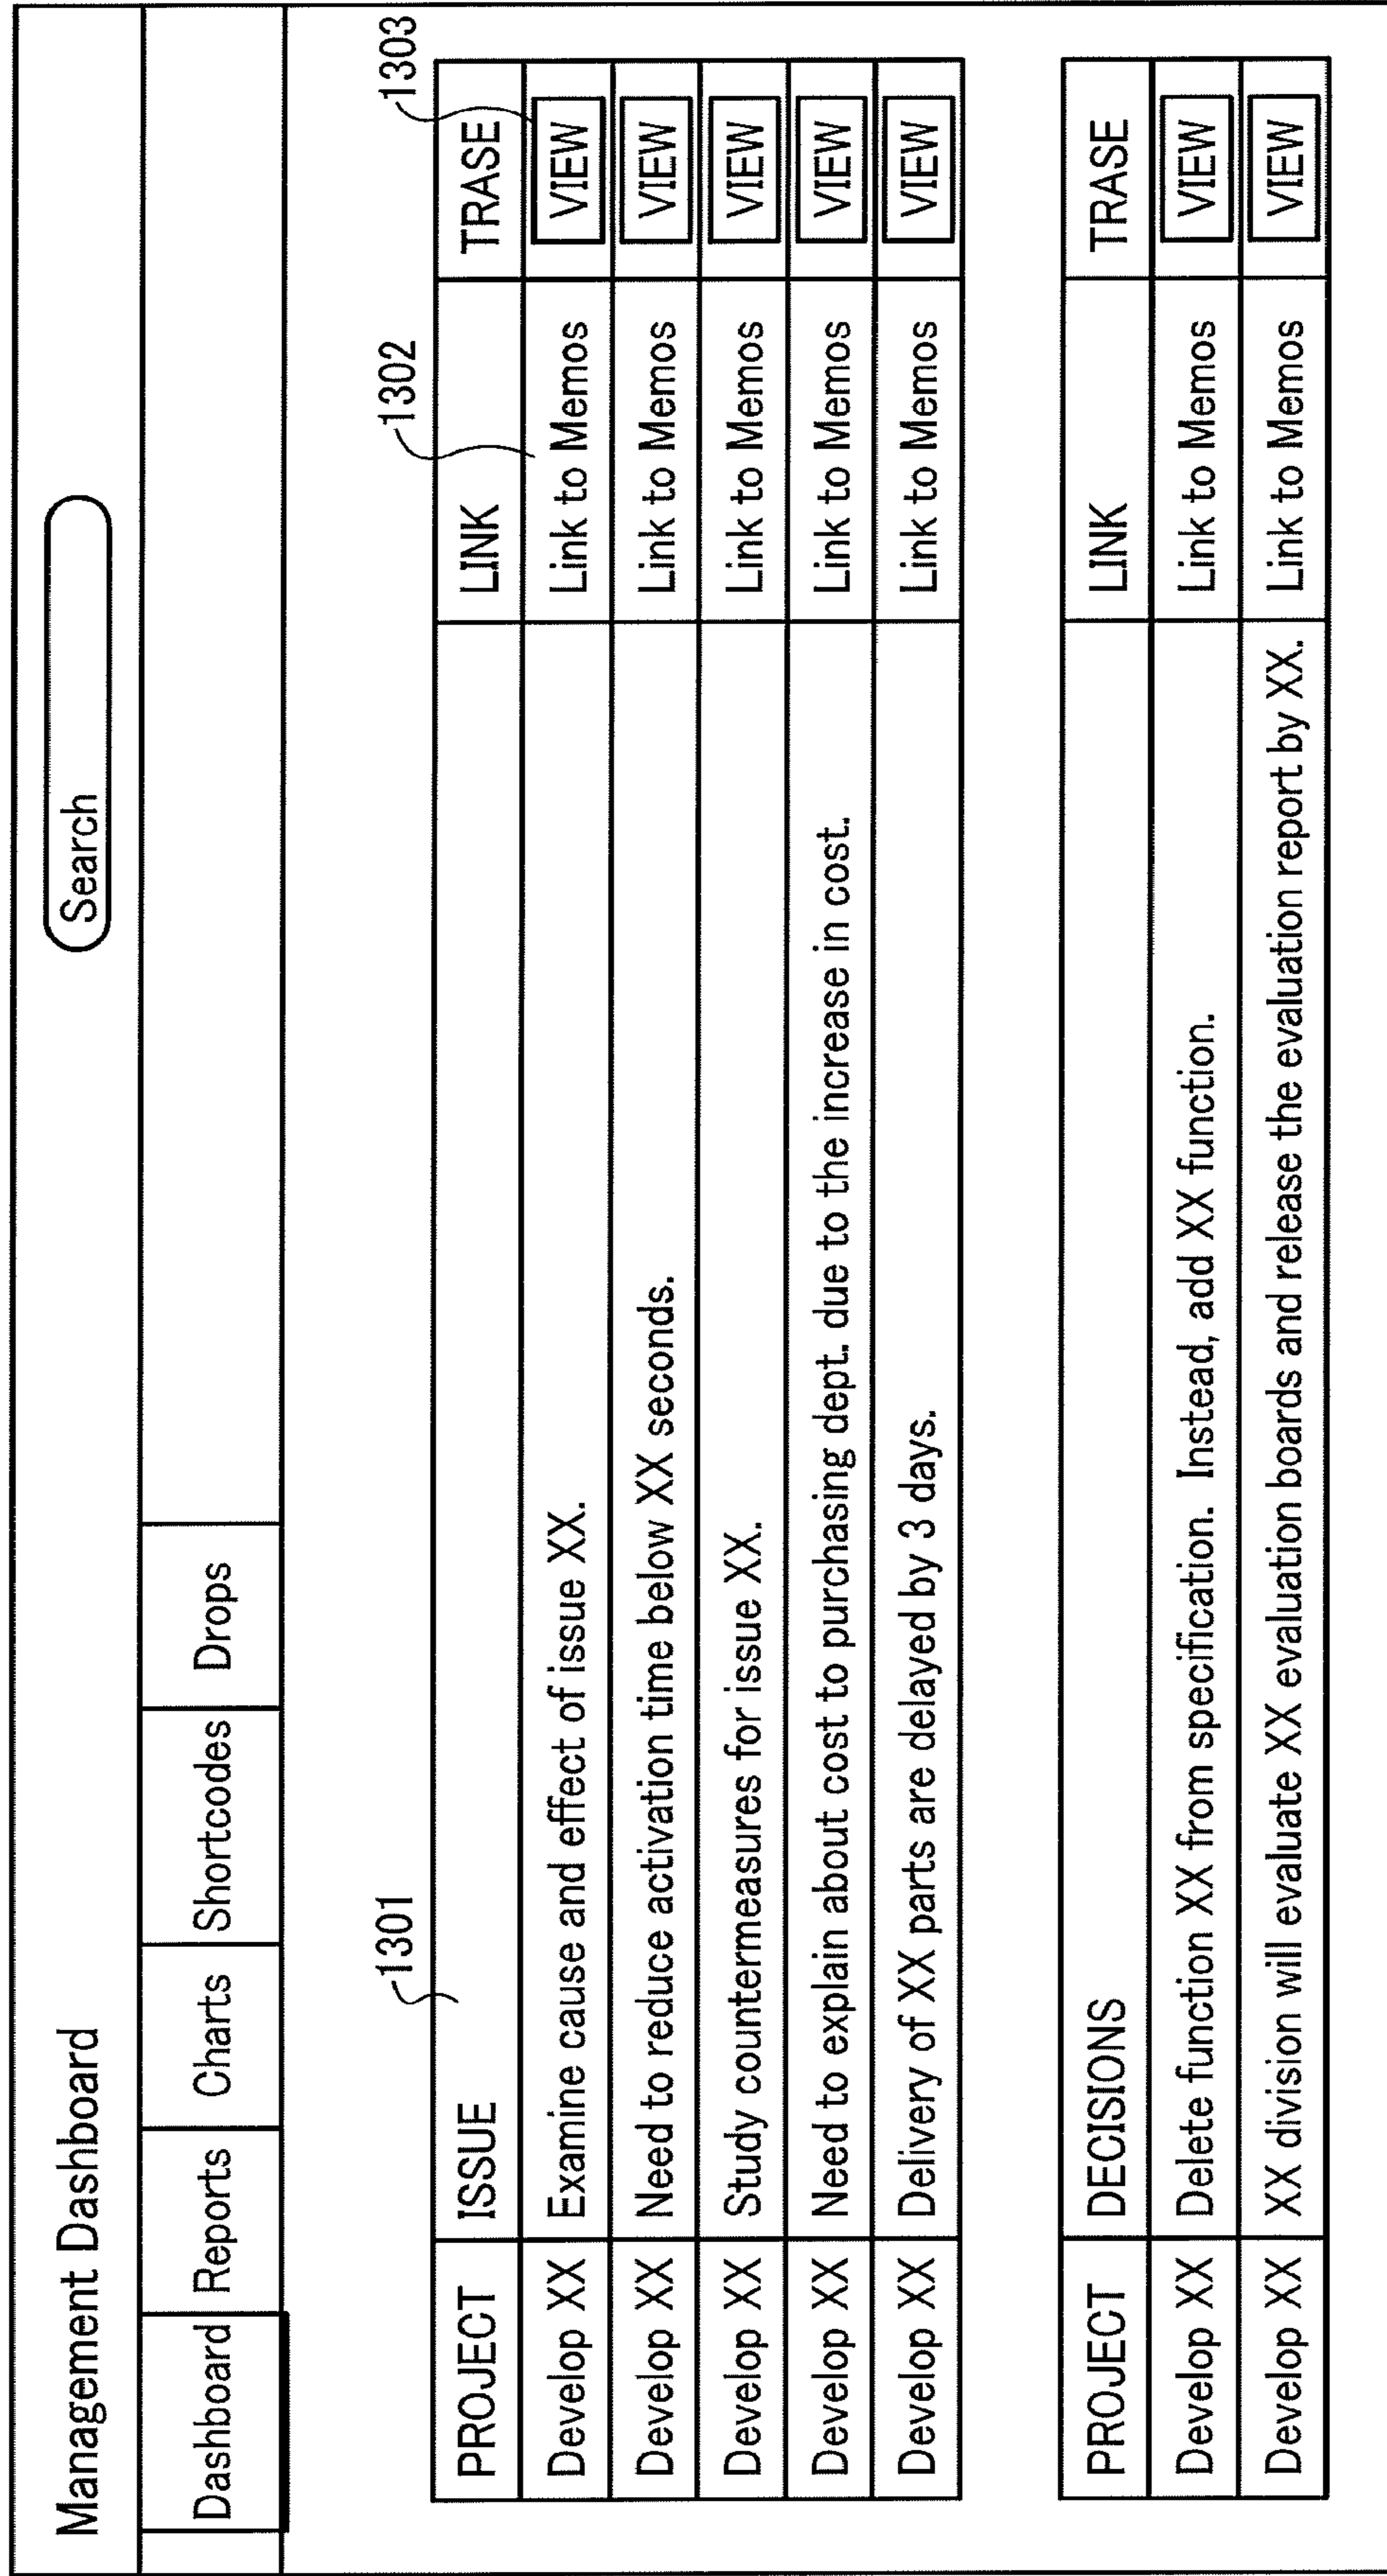 Management Dashboard Search
Dashboard Reports Charts Shortcodes Drops
1301 1302 1303
PROJECT ISSUE LINK TRASE
Develop XX Examine cause and effect of issue XX. Link to Memos VIEW
Develop XX Need to reduce activation time below XX seconds. Link to Memos VIEW
Develop XX Study countermeasures for issue XX. Link to Memos VIEW
Develop XX Need to explain about cost to purchasing dept. due to the increase in cost. Link to Memos VIEW
Develop XX Delivery of XX parts are delayed by 3 days. Link to Memos VIEW
PROJECT DECISIONS LINK TRASE
Develop XX Delete function XX from specification. Instead, add XX function. Link to Memos VIEW
Develop XX XX division will evaluate XX evaluation boards and release the evaluation report by XX. Link to Memos VIEW